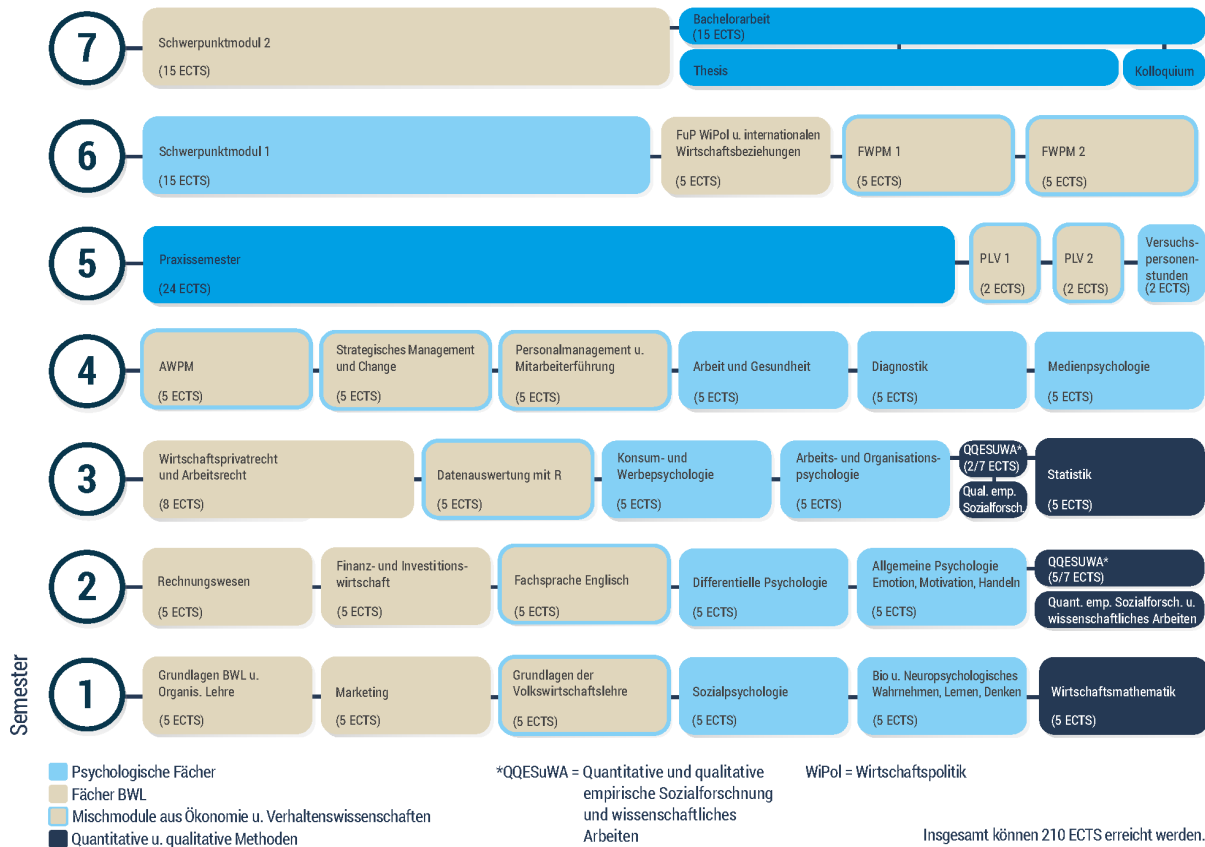 7
Schwerpunktmodul 2
(15 ECTS)
Bachelorarbeit
(15 ECTS)
Thesis
Kolloquium
6
Schwerpunktmodul 1
(15 ECTS)
FuP WiPol u. internationalen
Wirtschaftsbeziehungen
(5 ECTS)
FWPM 1
(5 ECTS)
FWPM 2
(5 ECTS)
5
Praxissemester
(24 ECTS)
PLV 1
(2 ECTS)
PLV 2
(2 ECTS)
Versuchs-
personen-
stunden
(2 ECTS)
4
AWPM
(5 ECTS)
Strategisches Management
und Change
(5 ECTS)
Personalmanagement u.
Mitarbeiterführung
(5 ECTS)
Arbeit und Gesundheit
(5 ECTS)
Diagnostik
(5 ECTS)
Medienpsychologie
(5 ECTS)
3
Wirtschaftsprivatrecht
und Arbeitsrecht
(8 ECTS)
Datenauswertung mit R
(5 ECTS)
Konsum- und
Werbepsychologie
(5 ECTS)
Arbeits- und Organisations-
psychologie
(5 ECTS)
QQESUWA*
(2/7 ECTS)
Qual. emp.
Sozialforsch.
Statistik
(5 ECTS)
2
Rechnungswesen
(5 ECTS)
Finanz- und Investitions-
wirtschaft
(5 ECTS)
Fachsprache Englisch
(5 ECTS)
Differentielle Psychologie
(5 ECTS)
Allgemeine Psychologie
Emotion, Motivation, Handeln
(5 ECTS)
QQESUWA*
(5/7 ECTS)
Quant. emp. Sozialforsch. u.
wissenschaftliches Arbeiten
Semester
1
Grundlagen BWL u.
Organis. Lehre
(5 ECTS)
Marketing
(5 ECTS)
Grundlagen der
Volkswirtschaftslehre
(5 ECTS)
Sozialpsychologie
(5 ECTS)
Bio u. Neuropsychologisches
Wahrnehmen, Lernen, Denken
(5 ECTS)
Wirtschaftsmathematik
(5 ECTS)
Psychologische Fächer
Fächer BWL
Mischmodule aus Ökonomie u. Verhaltenswissenschaften
Quantitative u. qualitative Methoden
*QQESuWA = Quantitative und qualitative
empirische Sozialforschnung
und wissenschaftliches
Arbeiten
WiPol = Wirtschaftspolitik
Insgesamt können 210 ECTS erreicht werden.